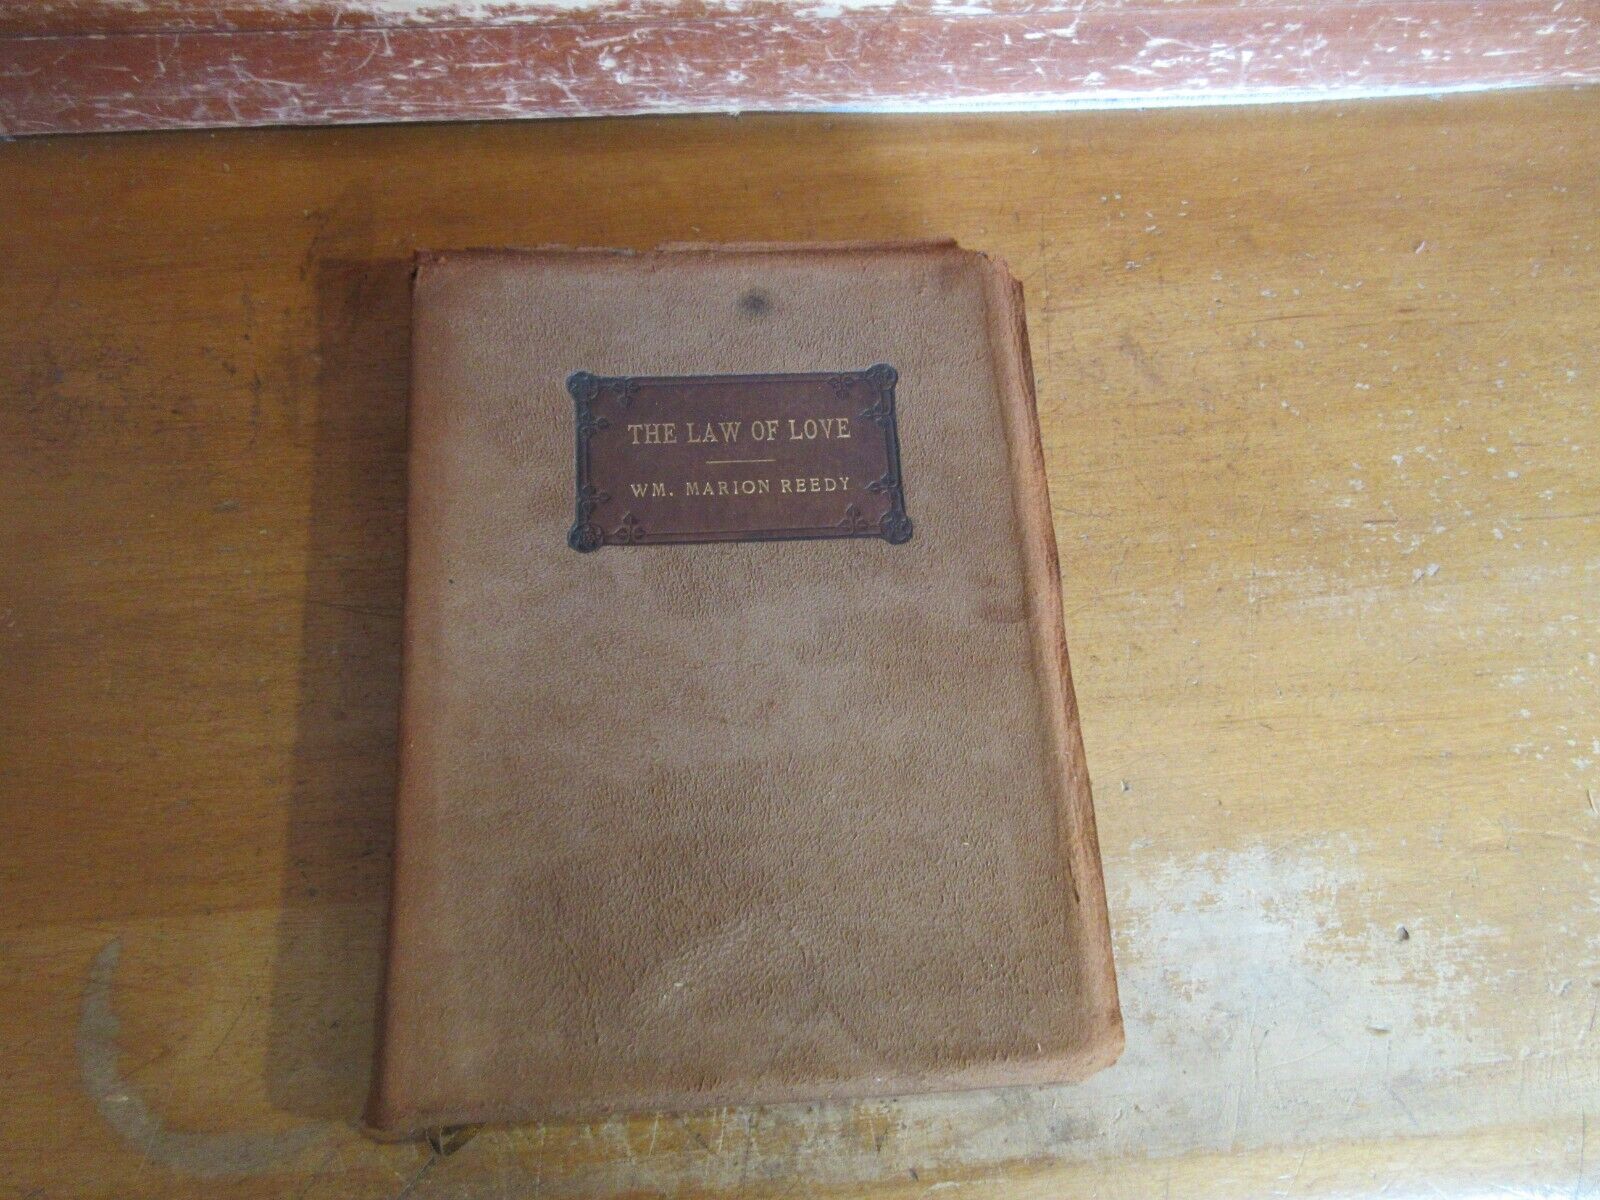 THE LAW OF LOVE
WM. MARION REEDY